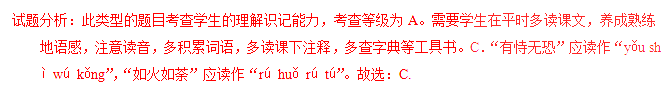 试题分析：此类型的题目考查学生的理解识记能力，考查等级为 A。需要学生在平时多读课文，养成熟练
地语感，注意读音，多积累词语，多读课下注释，多查字典等工具书。C．“有恃无恐”应读作“yǒu sh
ì wú kǒng”，“如火如荼”应读作“rú huǒ rú tú”。故选：C.